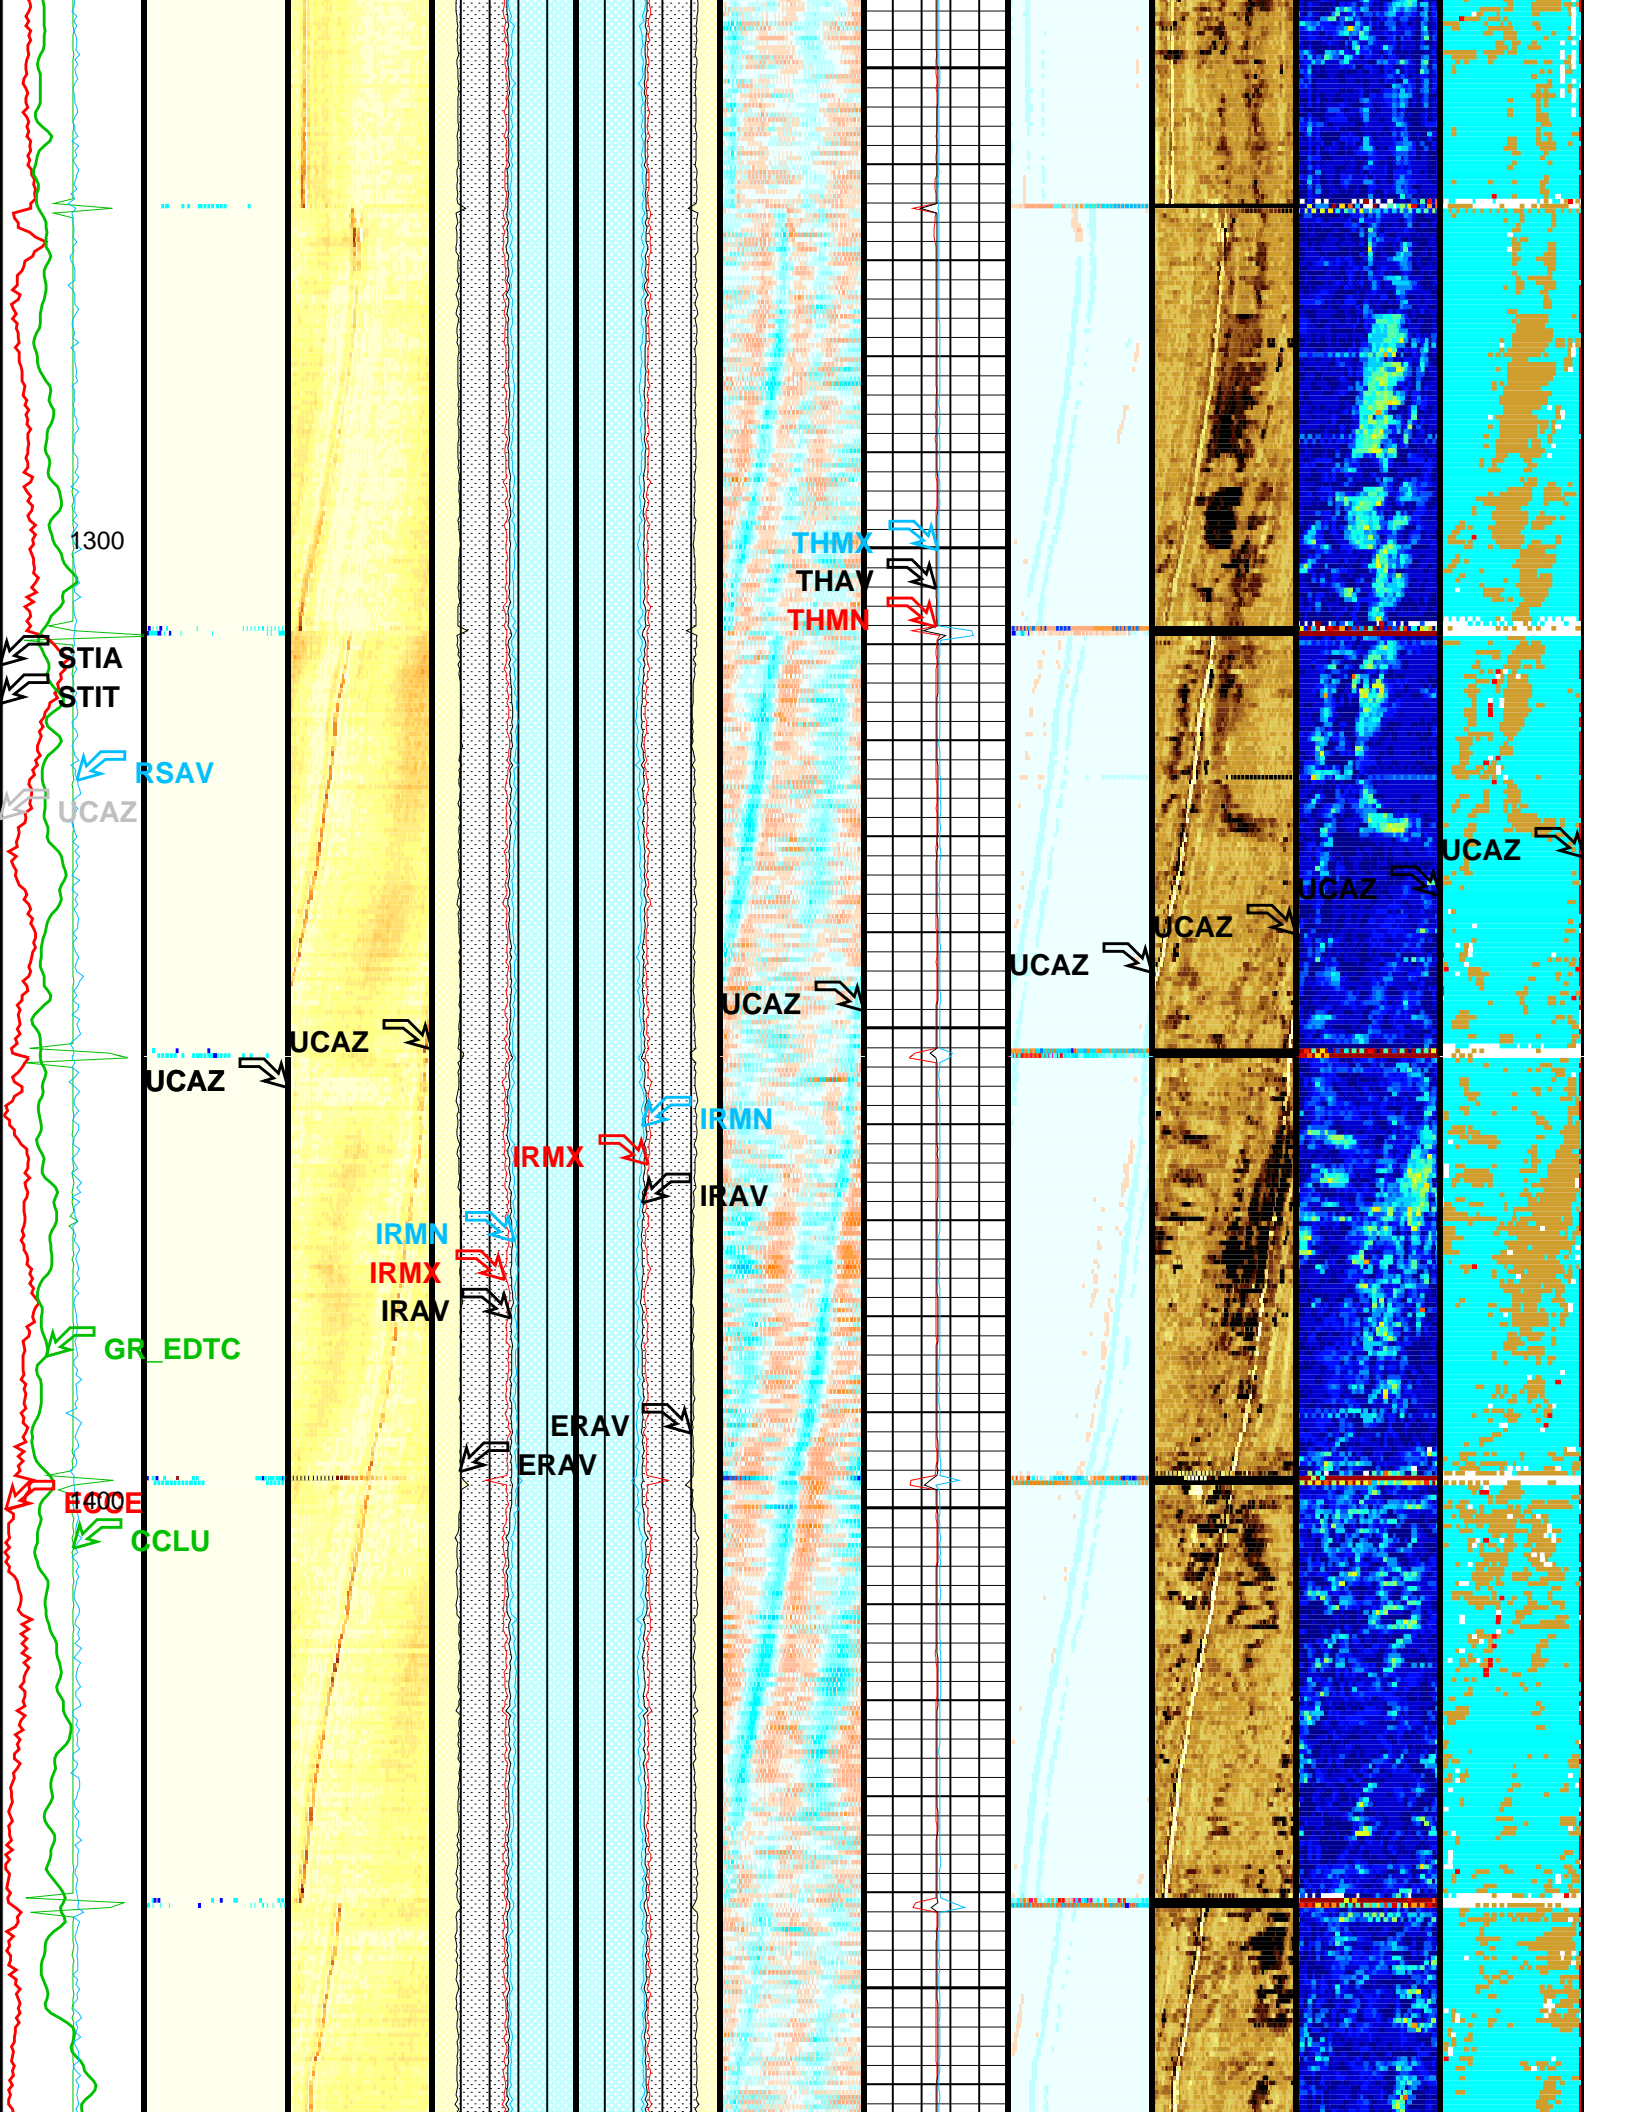 1300
THMX
THAV
THMN
STIA
STIT
RSAV
UCAZ
UCAZ
UCAZ
UCAZ
UCAZ
UCAZ
UCAZ
UCAZ
IRMN
IRMX
IRAV
IRMN
IRMX
IRAV
GR_EDTC
ERAV
ERAV
1400
CCLU